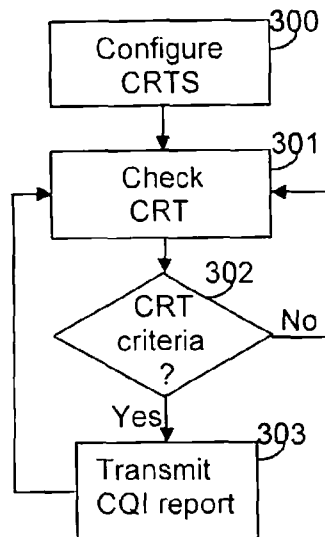 300
Configure
CRTS
301
Check
CRT
302
CRT
criteria
?
No
Yes
303
Transmit
CQI report